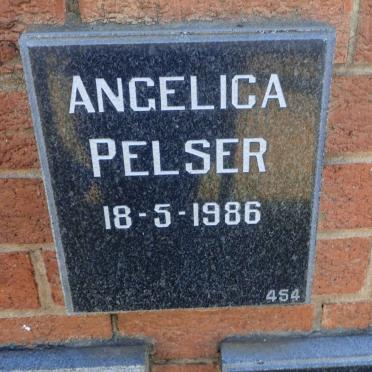 ANGELICA
PELSER
18-5-1986
454